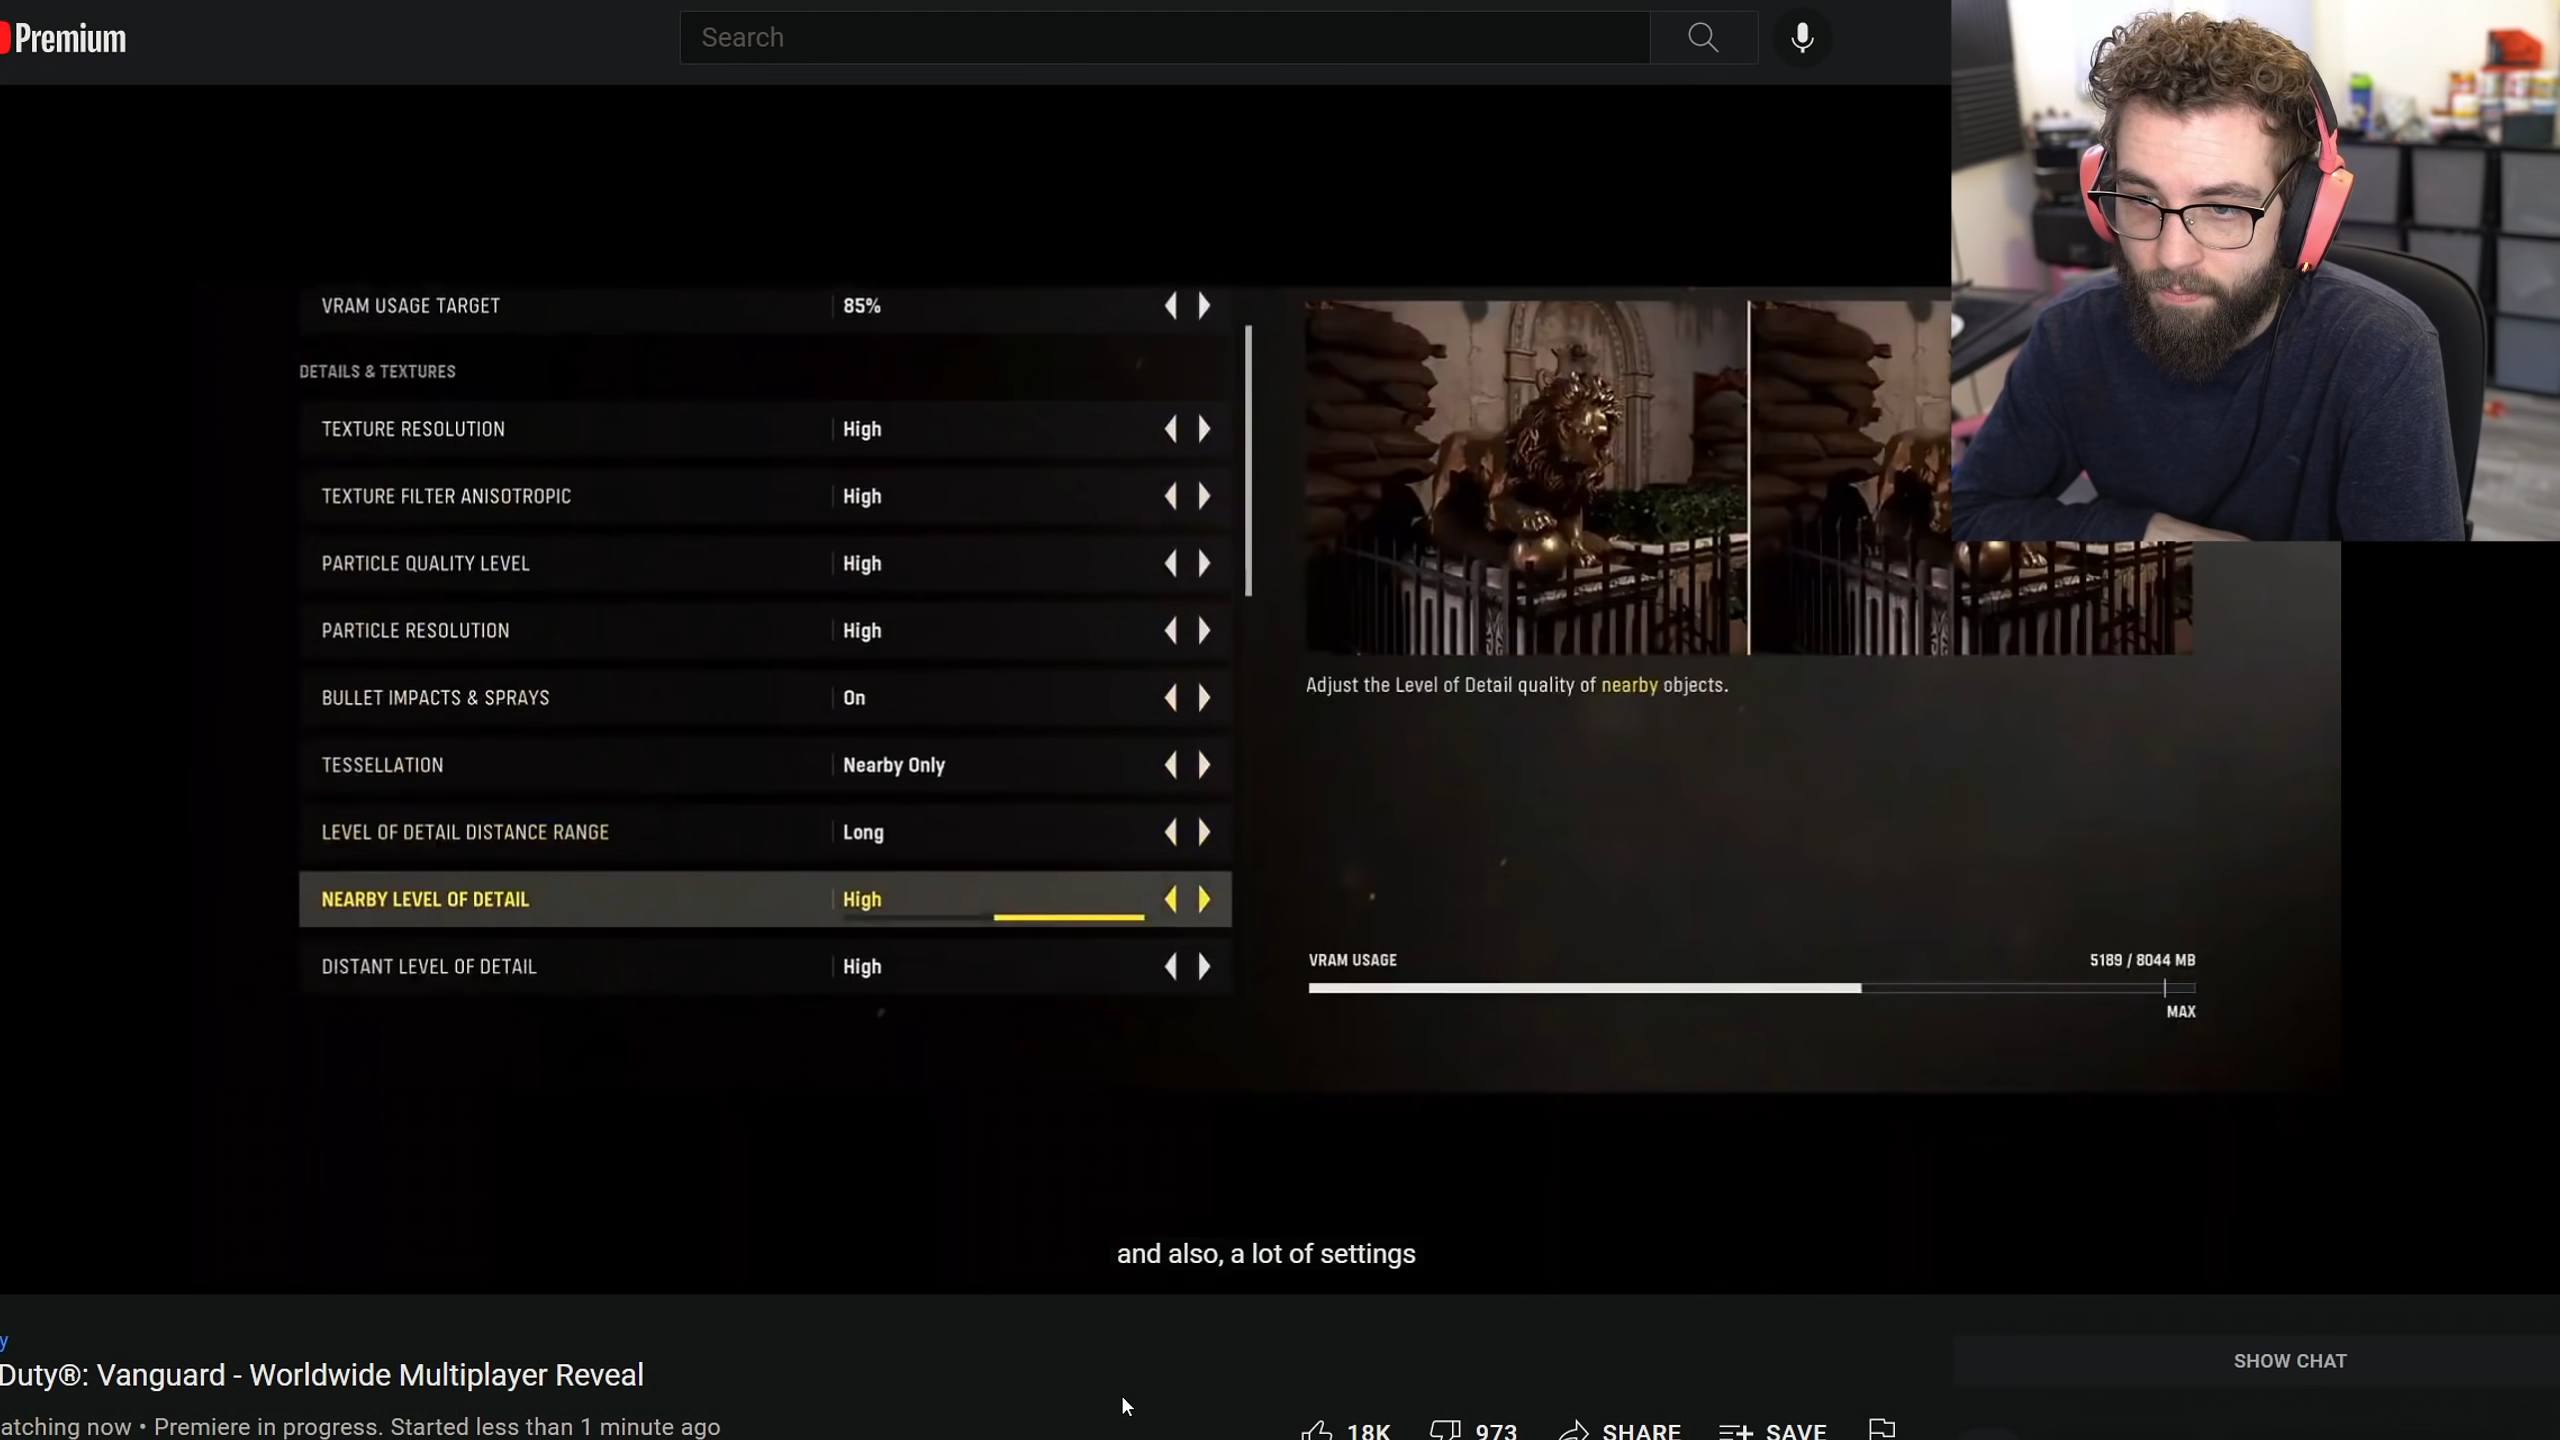 Premium
Search
VRAM USAGE TARGET 85%
DETAILS & TEXTURES
TEXTURE RESOLUTION High
TEXTURE FILTER ANISOTROPIC High
PARTICLE QUALITY LEVEL High
PARTICLE RESOLUTION High
BULLET IMPACTS & SPRAYS On
TESSELLATION Nearby Only
LEVEL OF DETAIL DISTANCE RANGE Long
NEARBY LEVEL OF DETAIL High
DISTANT LEVEL OF DETAIL High
Adjust the Level of Detail quality of nearby objects.
VRAM USAGE 5189 / 8044 MB
MAX
and also, a lot of settings
y
Duty®: Vanguard - Worldwide Multiplayer Reveal
atching now • Premiere in progress. Started less than 1 minute ago
18K 973 SHARE SAVE
SHOW CHAT